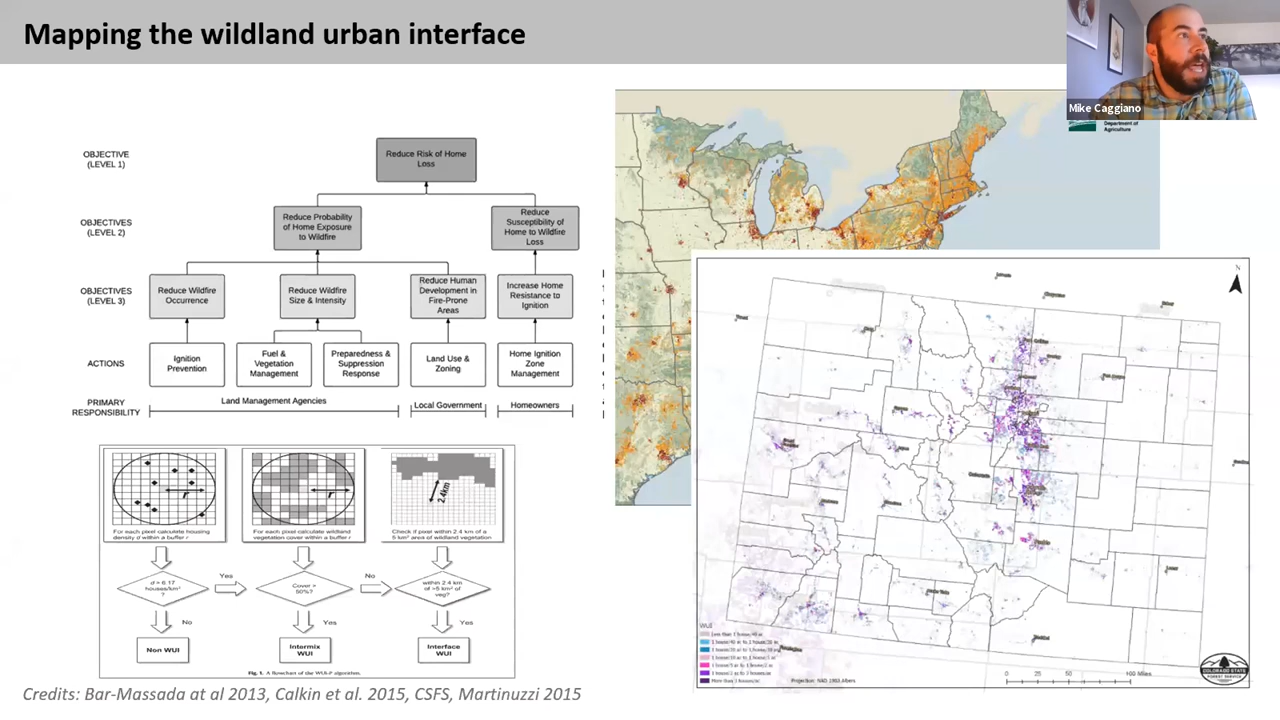 Mapping the wildland urban interface
Mike Caggiano
Department of
Agriculture
OBJECTIVE
(LEVEL 1)
Reduce Risk of Home
Loss
OBJECTIVES
(LEVEL 2)
Reduce Probability
of Home Exposure
to Wildfire
Reduce
Susceptibility of
Home to Wildfire
Loss
OBJECTIVES
(LEVEL 3)
Reduce Wildfire
Occurrence
Reduce Wildfire
Size & Intensity
Reduce Human
Development in
Fire-Prone
Areas
Increase Home
Resistance to
Ignition
ACTIONS
Ignition
Prevention
Fuel &
Vegetation
Management
Preparedness &
Suppression
Response
Land Use &
Zoning
Home Ignition
Zone
Management
PRIMARY
RESPONSIBILITY
Land Management Agencies
Local Government
Homeowners
r
r
2.4km
For each pixel calculate housing
density d within a buffer r
For each pixel calculate wildland
vegetation cover within a buffer r
Check if pixel within 2.4 km of a
5 km² area of wildland vegetation
d = 6.17
houses/km²
?
Yes
Cover =
50%?
No
within 2.4 km
of ~5 km² of
veg?
No
Yes
Yes
Non WUI
Intermix
WUI
Interface
WUI
Fig. 1. A flowchart of the WUI-P algorithm.
N
WUI
Projection: NAD 1983 Albers
0
25
50
100 Miles
COLORADO STATE
FOREST SERVICE
Credits: Bar-Massada at al 2013, Calkin et al. 2015, CSFS, Martinuzzi 2015